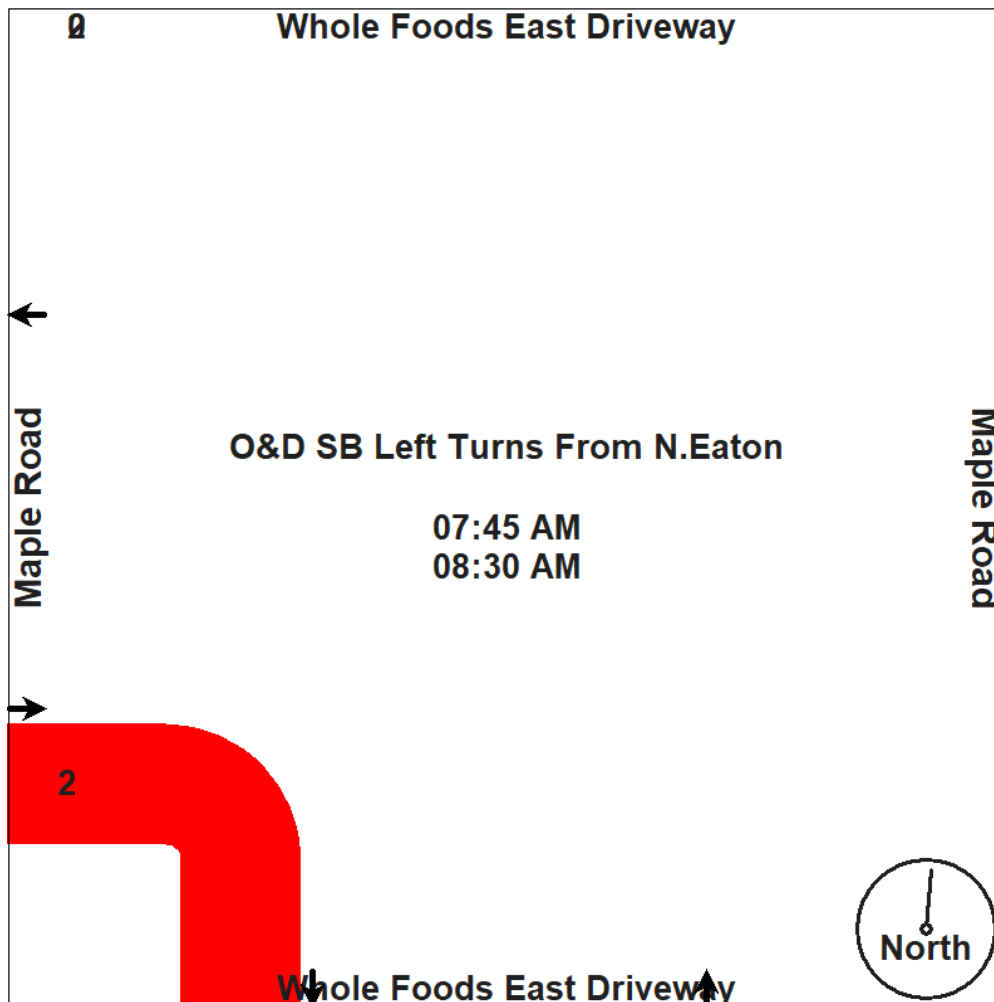 Whole Foods East Driveway
Maple Road
O&D SB Left Turns From N.Eaton
07:45 AM
08:30 AM
Maple Road
2
North
Whole Foods East Driveway